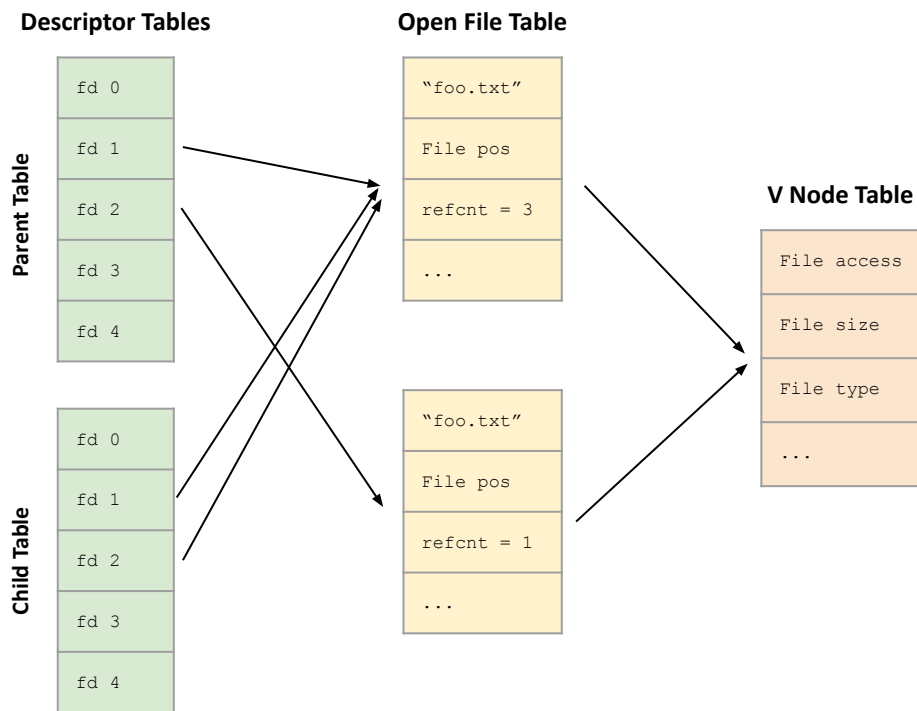 Descriptor Tables
Open File Table
V Node Table
Parent Table
fd 0
fd 1
fd 2
fd 3
fd 4
Child Table
fd 0
fd 1
fd 2
fd 3
fd 4
“foo.txt”
File pos
refcnt = 3
...
“foo.txt”
File pos
refcnt = 1
...
File access
File size
File type
...